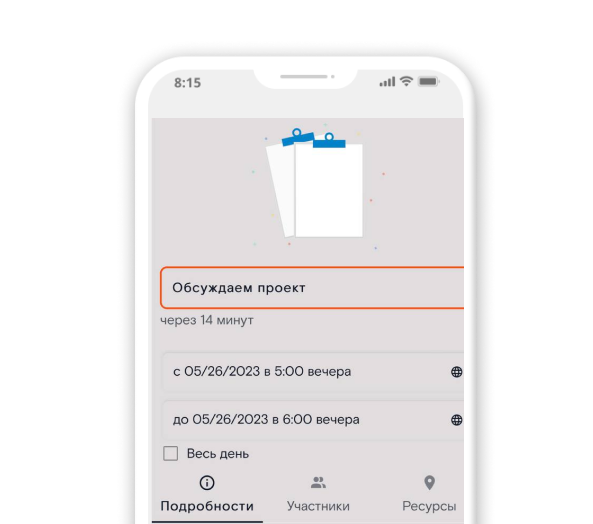 8:15
Обсуждаем проект
через 14 минут
с 05/26/2023 в 5:00 вечера
до 05/26/2023 в 6:00 вечера
Весь день
Подробности Участники Ресурсы